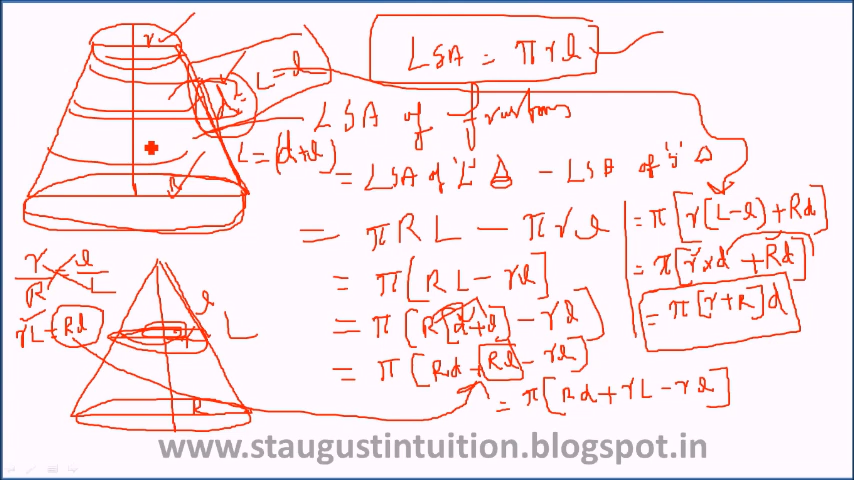 LSA = πrl
r
L = l
LSA of frustums
L = (d+l)
= LSA of 'L' Δ − LSA of 's' Δ
= πRL − πrl
= π[RL − rl]
= π[R[d+l] − rl]
= π[Rd + Rl − rl]
= π[Rd + rL − rl]
= π[r[L−l) + Rd]
= π[r×d + Rd]
= π[r+R]d
r/R = l/L
rL = Rl
l
L
r
R
www.staugustintuition.blogspot.in